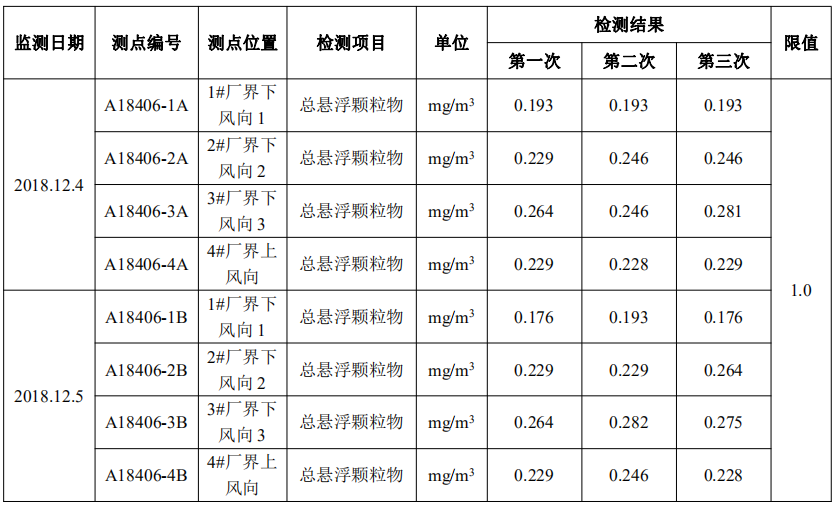 监测日期 测点编号 测点位置 检测项目 单位 检测结果 限值
第一次 第二次 第三次
2018.12.4 A18406-1A 1#厂界下 总悬浮颗粒物 mg/m³ 0.193 0.193 0.193 1.0
风向 1
A18406-2A 2#厂界下 总悬浮颗粒物 mg/m³ 0.229 0.246 0.246
风向 2
A18406-3A 3#厂界下 总悬浮颗粒物 mg/m³ 0.264 0.246 0.281
风向 3
A18406-4A 4#厂界上 总悬浮颗粒物 mg/m³ 0.229 0.228 0.229
风向
2018.12.5 A18406-1B 1#厂界下 总悬浮颗粒物 mg/m³ 0.176 0.193 0.176
风向 1
A18406-2B 2#厂界下 总悬浮颗粒物 mg/m³ 0.229 0.229 0.264
风向 2
A18406-3B 3#厂界下 总悬浮颗粒物 mg/m³ 0.264 0.282 0.275
风向 3
A18406-4B 4#厂界上 总悬浮颗粒物 mg/m³ 0.229 0.246 0.228
风向